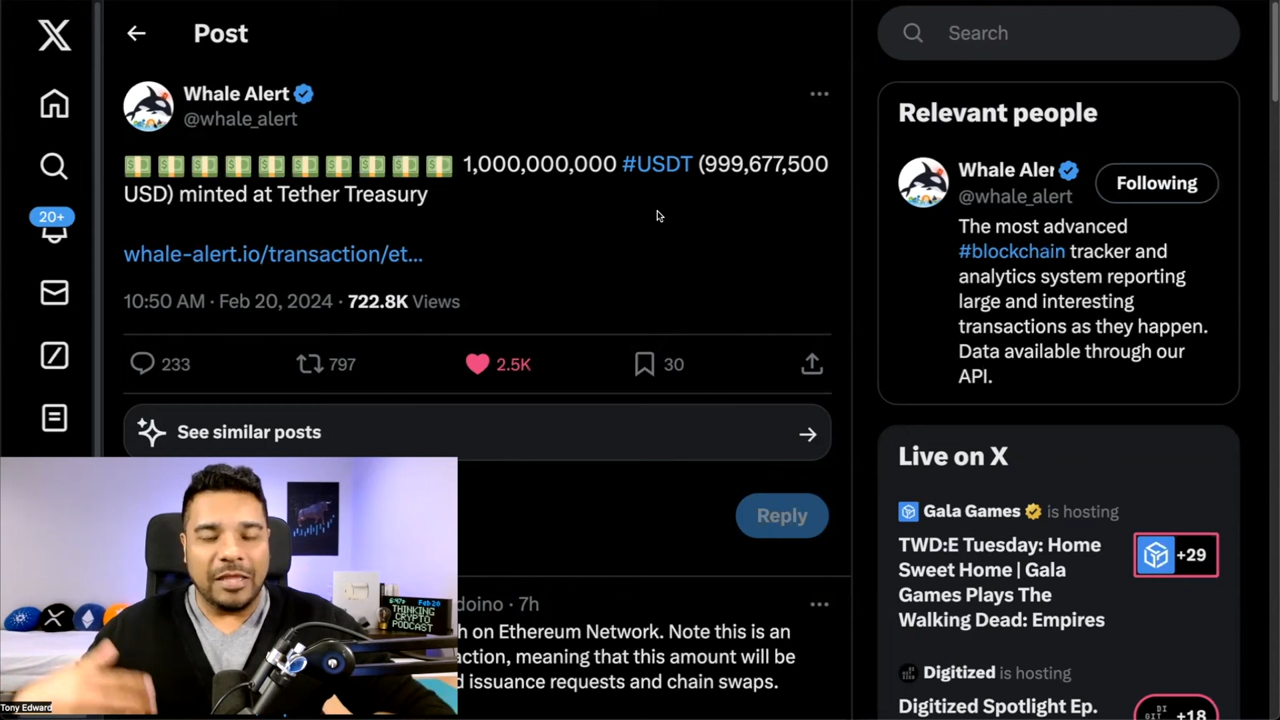 Post
Search
Whale Alert
@whale_alert
1,000,000,000 #USDT (999,677,500
USD) minted at Tether Treasury
whale-alert.io/transaction/et...
10:50 AM · Feb 20, 2024 · 722.8K Views
233
797
2.5K
30
See similar posts
Reply
doino · 7h
h on Ethereum Network. Note this is an
action, meaning that this amount will be
d issuance requests and chain swaps.
20+
Relevant people
Whale Aler
@whale_alert
Following
The most advanced
#blockchain tracker and
analytics system reporting
large and interesting
transactions as they happen.
Data available through our
API.
Live on X
Gala Games is hosting
TWD:E Tuesday: Home
Sweet Home | Gala
Games Plays The
Walking Dead: Empires
+29
Digitized is hosting
Digitized Spotlight Ep.
+18
Feb20
THINKING
CRYPTO
PODCAST
Tony Edward